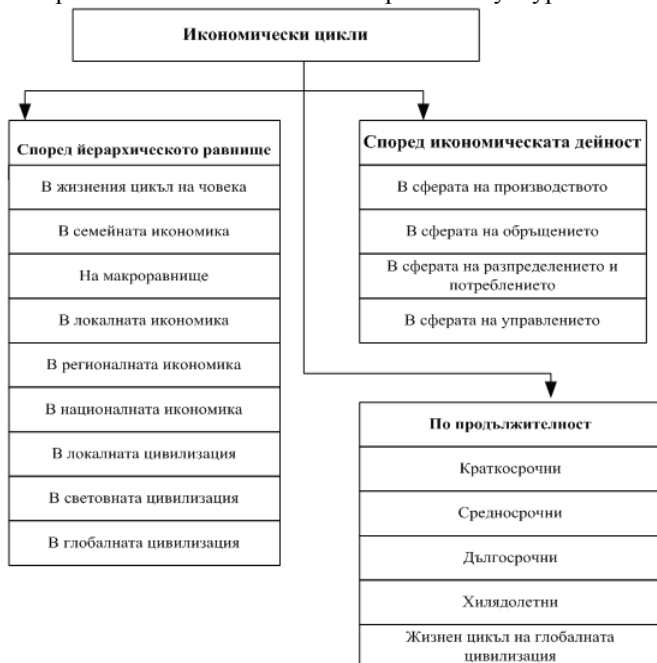 Икономически цикли
Според йерархическото равнище
В жизнения цикъл на човека
В семейната икономика
На макроравнище
В локалната икономика
В регионалната икономика
В националната икономика
В локалната цивилизация
В световната цивилизация
В глобалната цивилизация
Според икономическата дейност
В сферата на производството
В сферата на обръщението
В сферата на разпределението и
потреблението
В сферата на управлението
По продължителност
Краткосрочни
Средносрочни
Дългосрочни
Хилядолетни
Жизнен цикъл на глобалната
цивилизация